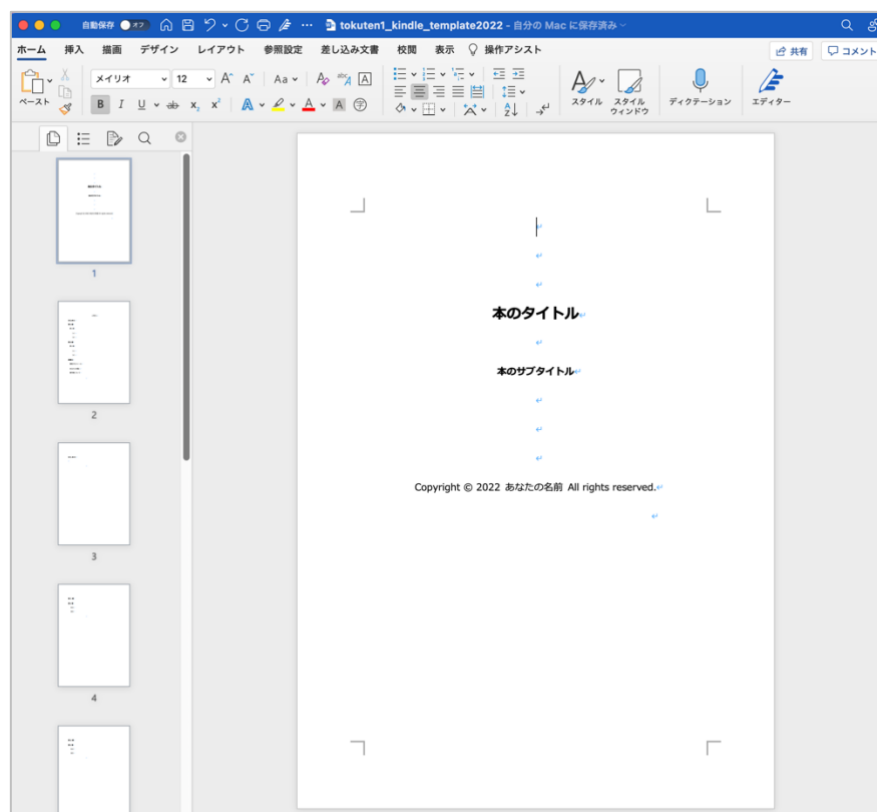 自動保存 オフ tokuten1_kindle_template2022 - 自分の Mac に保存済み
ホーム 挿入 描画 デザイン レイアウト 参照設定 差し込み文書 校閲 表示 操作アシスト 共有 コメント
ペースト メイリオ 12 スタイル スタイル ウィンドウ ディクテーション エディター
1
2
3
4
本のタイトル
本のサブタイトル
Copyright © 2022 あなたの名前 All rights reserved.